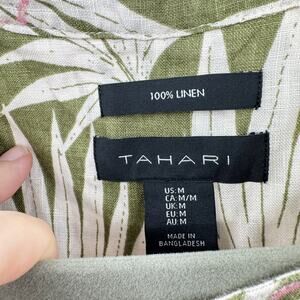 100% LINEN
TAHARI
US:M
CA:M/M
UK:M
EU:M
AU:M
MADE IN
BANGLADESH